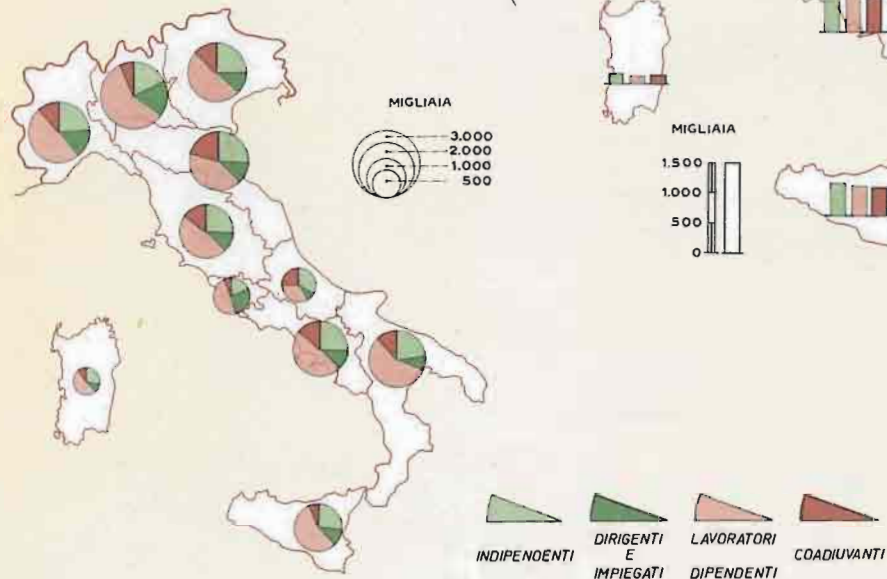 MIGLIAIA
3.000
2.000
1.000
500
MIGLIAIA
1.500
1.000
500
0
INDIPENOENTI
DIRIGENTI
E
IMPIEGATI
LAVORATORI
DIPENDENTI
COADIUVANTI